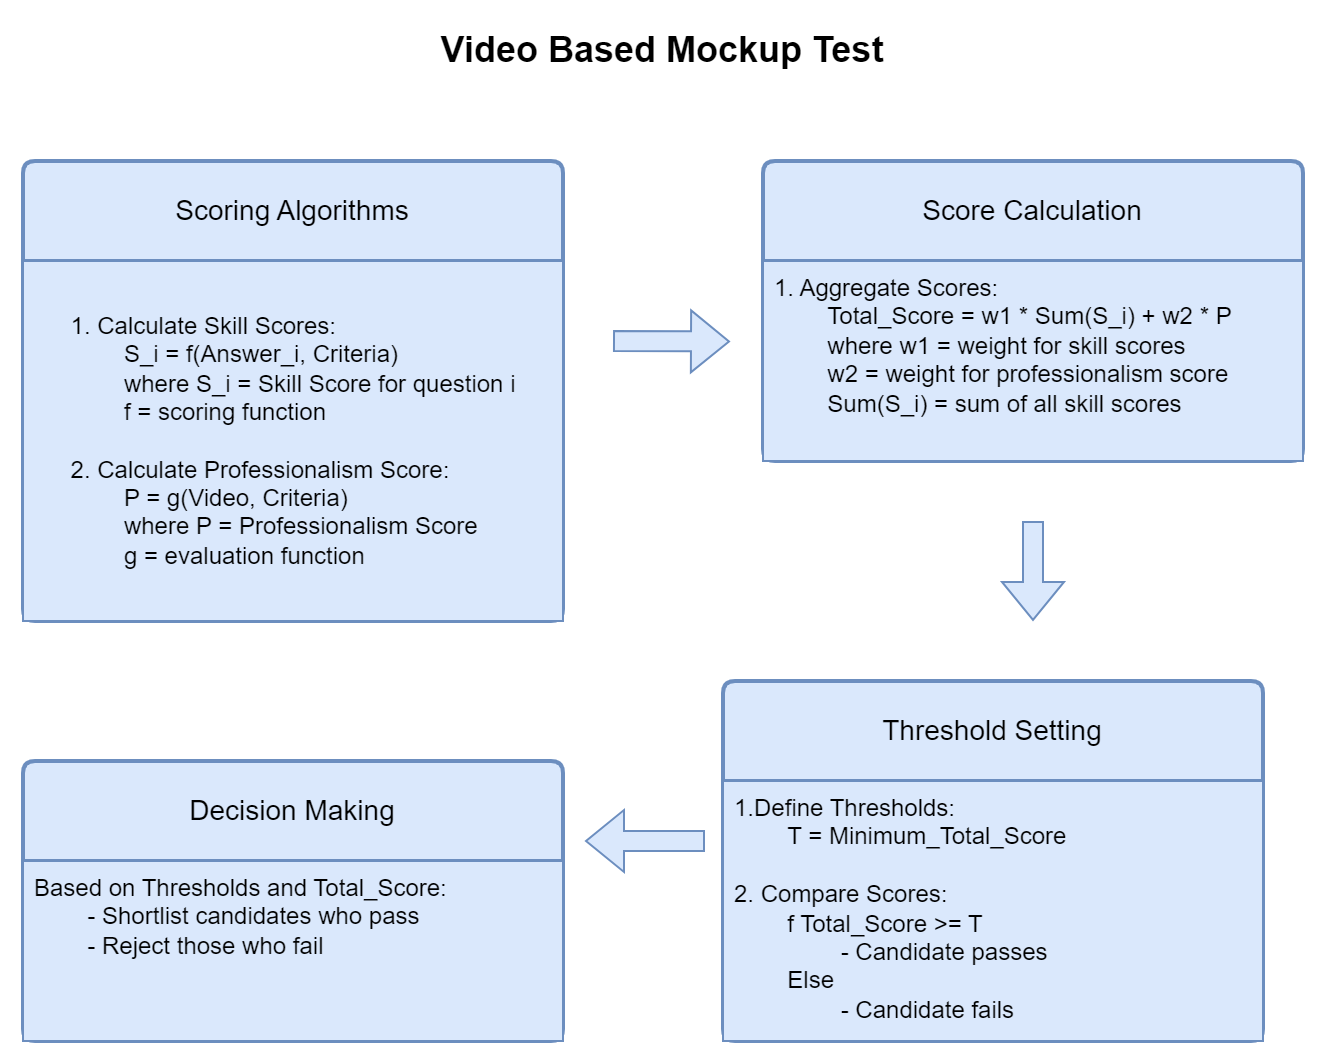 Video Based Mockup Test
Scoring Algorithms
1. Calculate Skill Scores:
S_i = f(Answer_i, Criteria)
where S_i = Skill Score for question i
f = scoring function
2. Calculate Professionalism Score:
P = g(Video, Criteria)
where P = Professionalism Score
g = evaluation function
Score Calculation
1. Aggregate Scores:
Total_Score = w1 * Sum(S_i) + w2 * P
where w1 = weight for skill scores
w2 = weight for professionalism score
Sum(S_i) = sum of all skill scores
Threshold Setting
1.Define Thresholds:
T = Minimum_Total_Score
2. Compare Scores:
f Total_Score >= T
- Candidate passes
Else
- Candidate fails
Decision Making
Based on Thresholds and Total_Score:
- Shortlist candidates who pass
- Reject those who fail